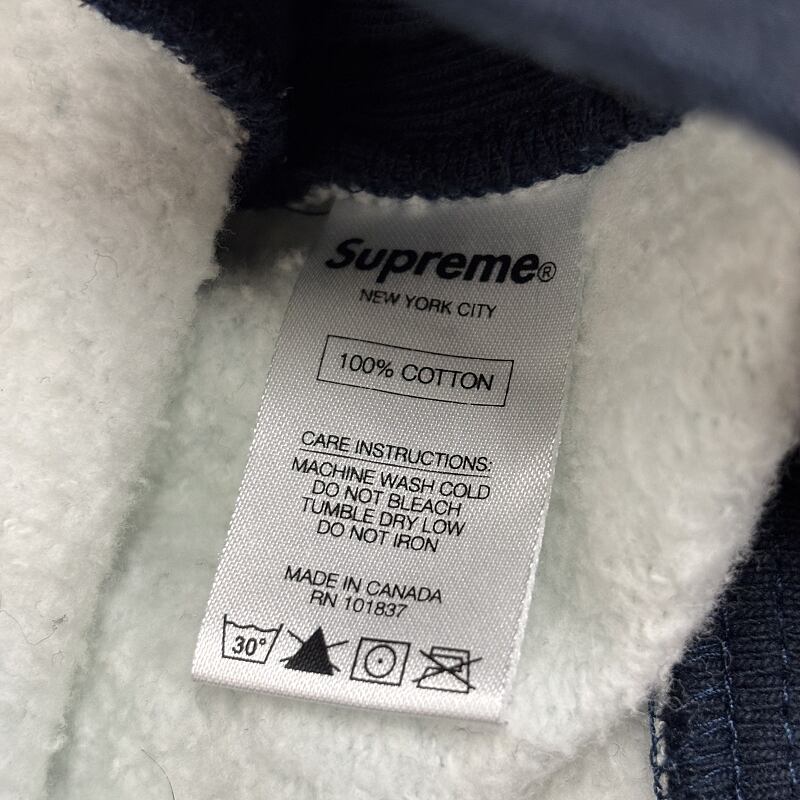 Supreme®
NEW YORK CITY
100% COTTON
CARE INSTRUCTIONS:
MACHINE WASH COLD
DO NOT BLEACH
TUMBLE DRY LOW
DO NOT IRON
MADE IN CANADA
RN 101837
30°